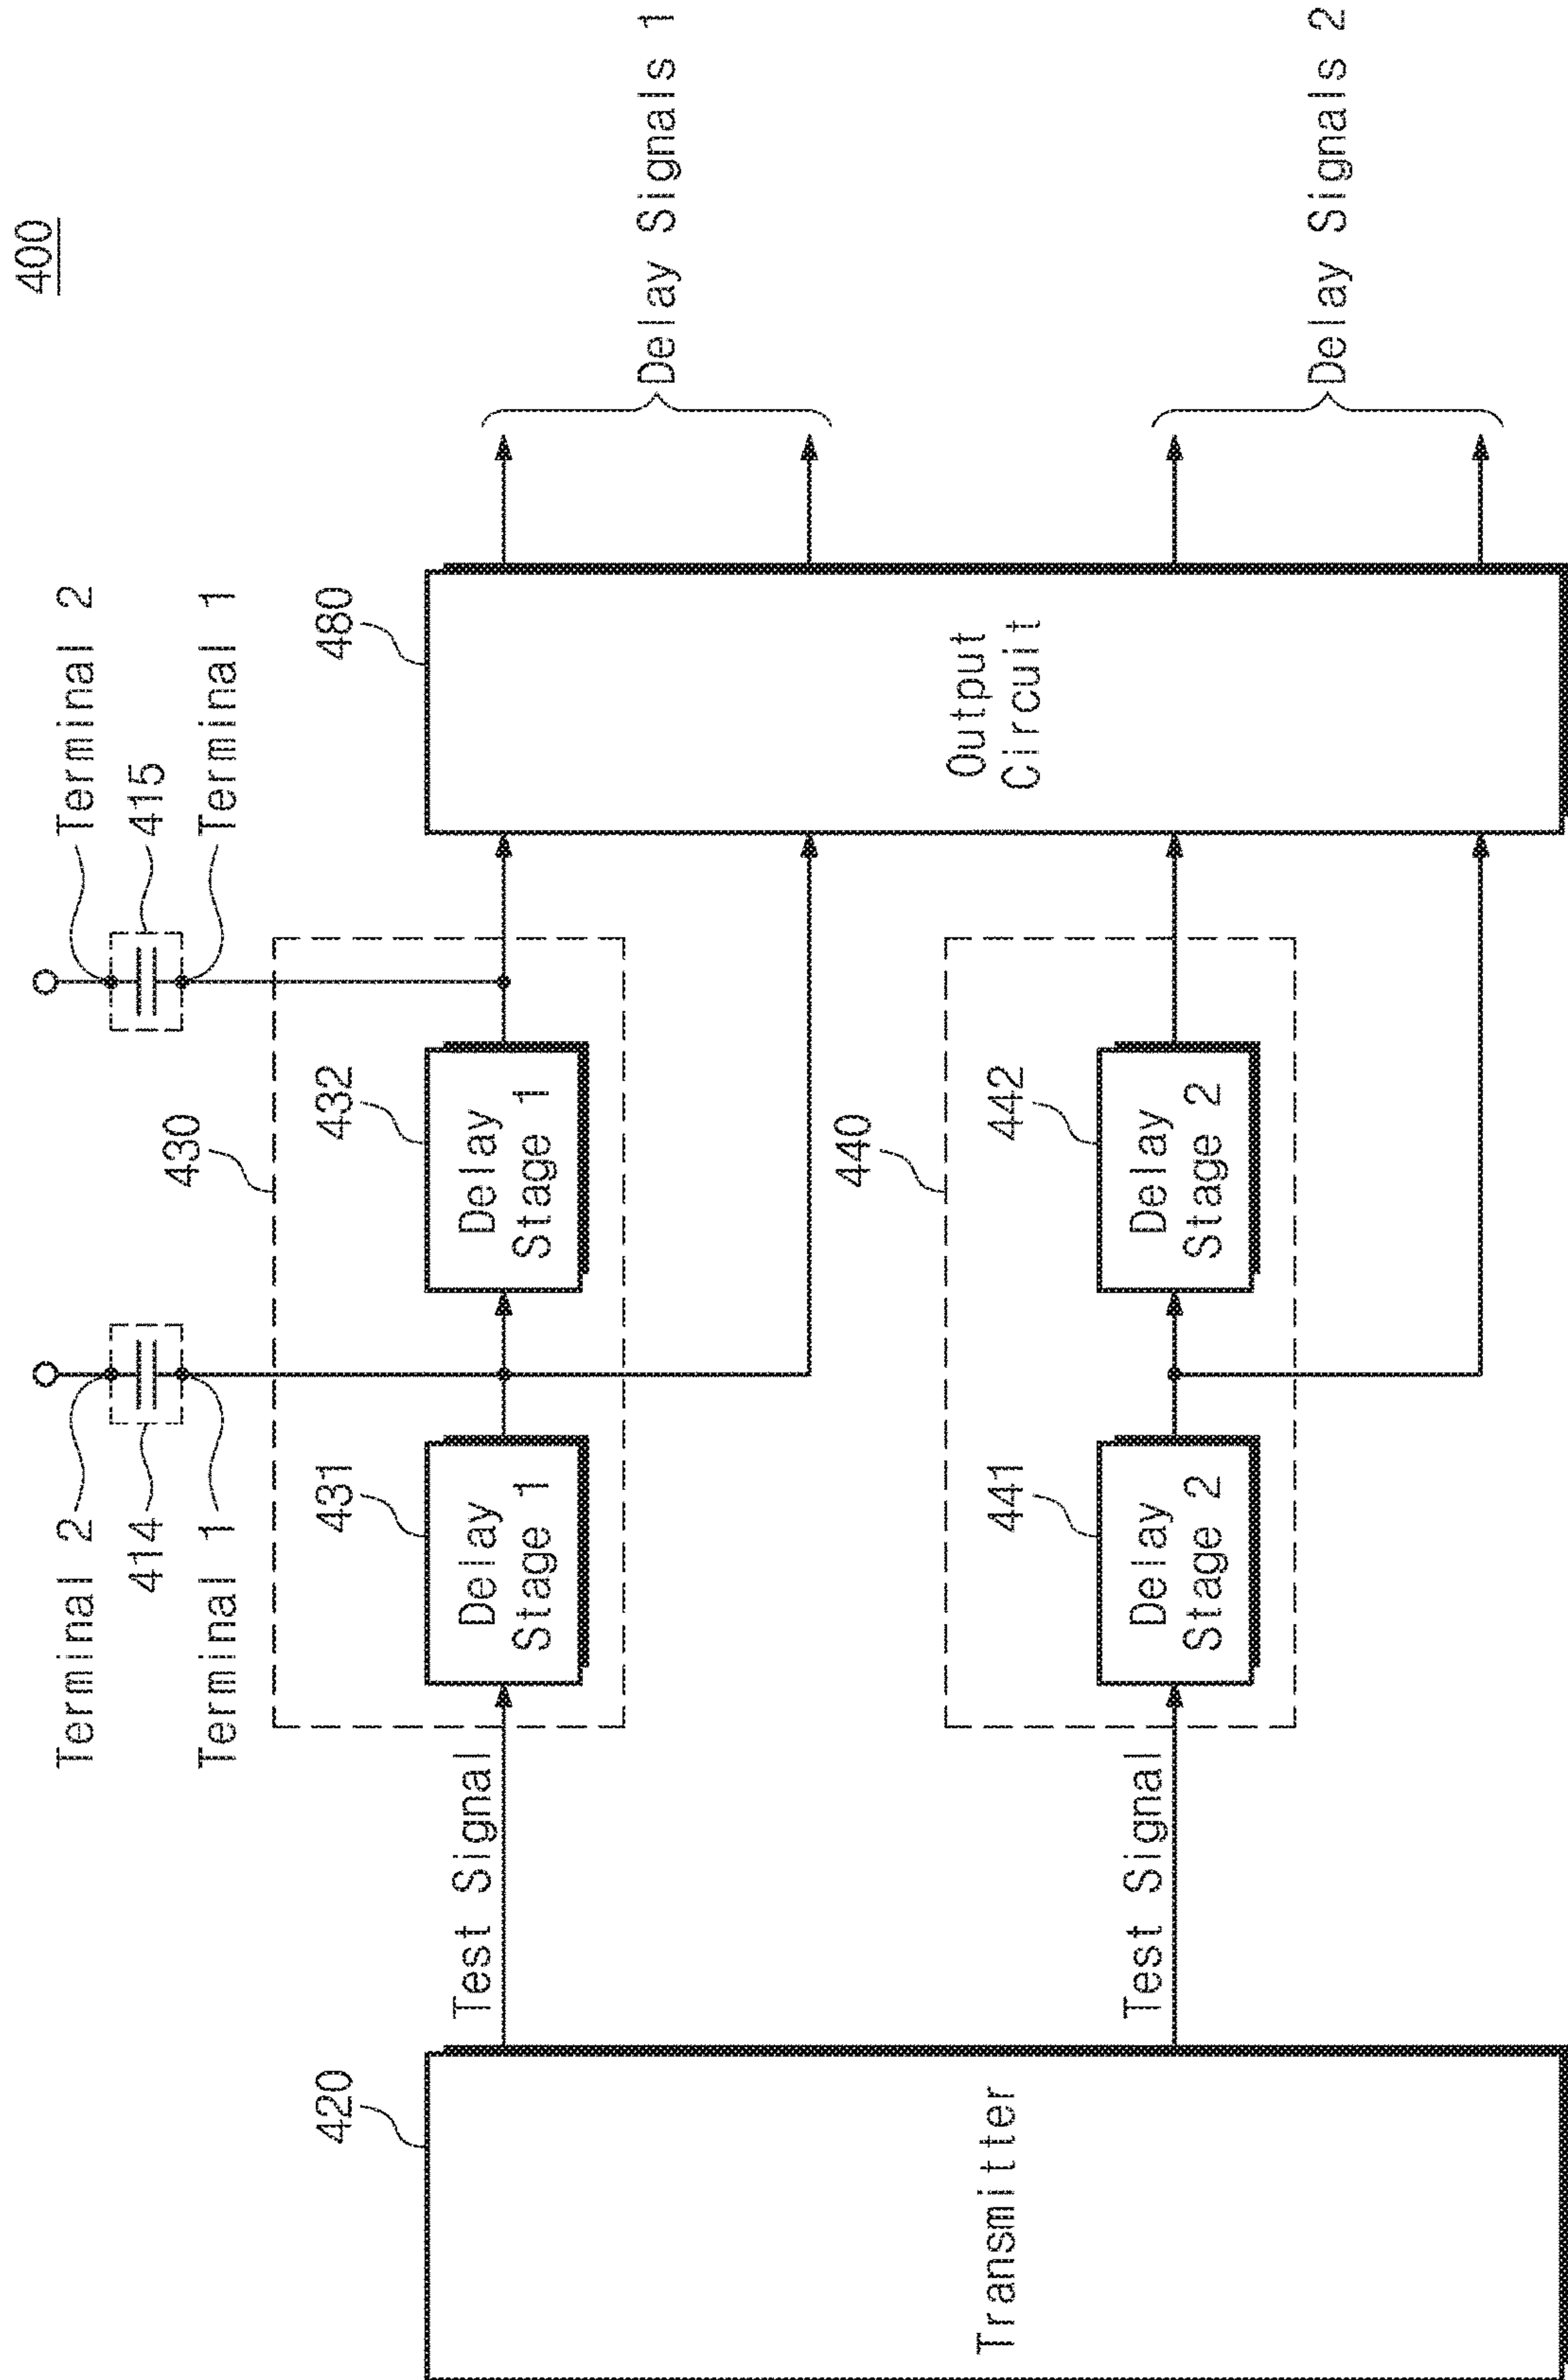 400
Terminal 2
414
Terminal 1
Terminal 2
415
Terminal 1
420
Transmitter
Test Signal
430
431
Delay
Stage 1
432
Delay
Stage 1
480
Output
Circuit
Delay Signals 1
Test Signal
440
441
Delay
Stage 2
442
Delay
Stage 2
Delay Signals 2